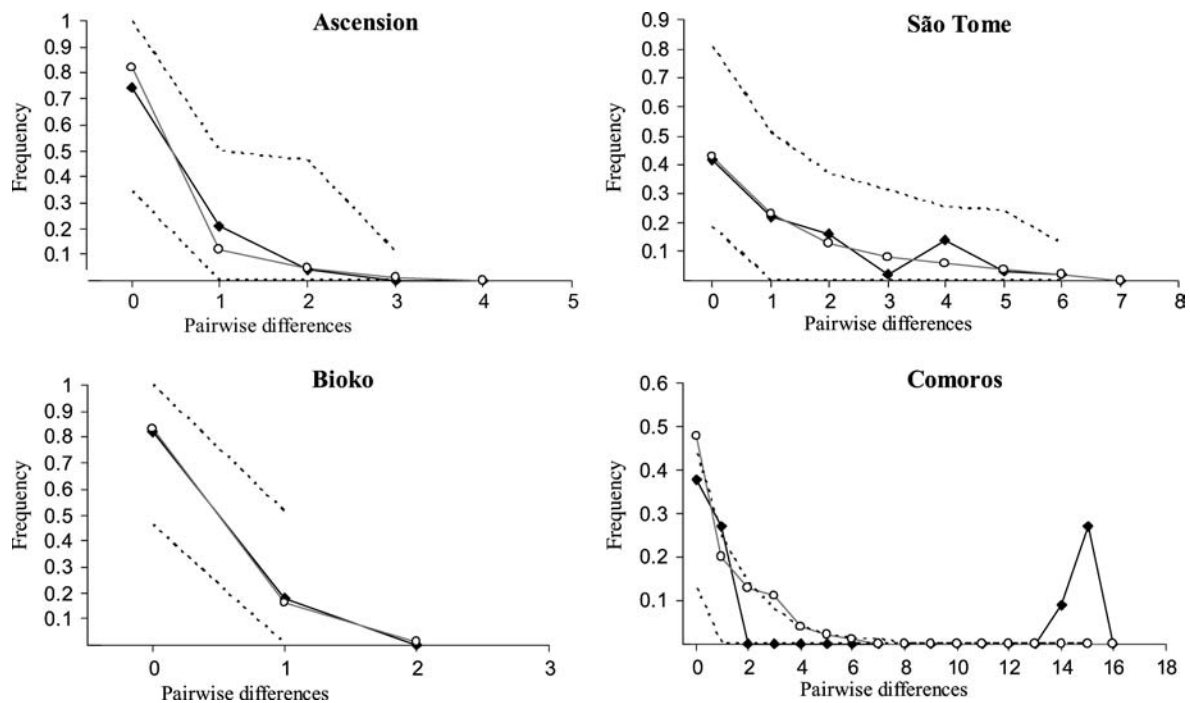 Ascension
Frequency
1
0.9
0.8
0.7
0.6
0.5
0.4
0.3
0.2
0.1
0 1 2 3 4 5
Pairwise differences
São Tome
Frequency
0.9
0.8
0.7
0.6
0.5
0.4
0.3
0.2
0.1
0 1 2 3 4 5 6 7 8
Pairwise differences
Bioko
Frequency
1
0.9
0.8
0.7
0.6
0.5
0.4
0.3
0.2
0.1
0 1 2 3
Pairwise differences
Comoros
Frequency
0.6
0.5
0.4
0.3
0.2
0.1
0 2 4 6 8 10 12 14 16 18
Pairwise differences